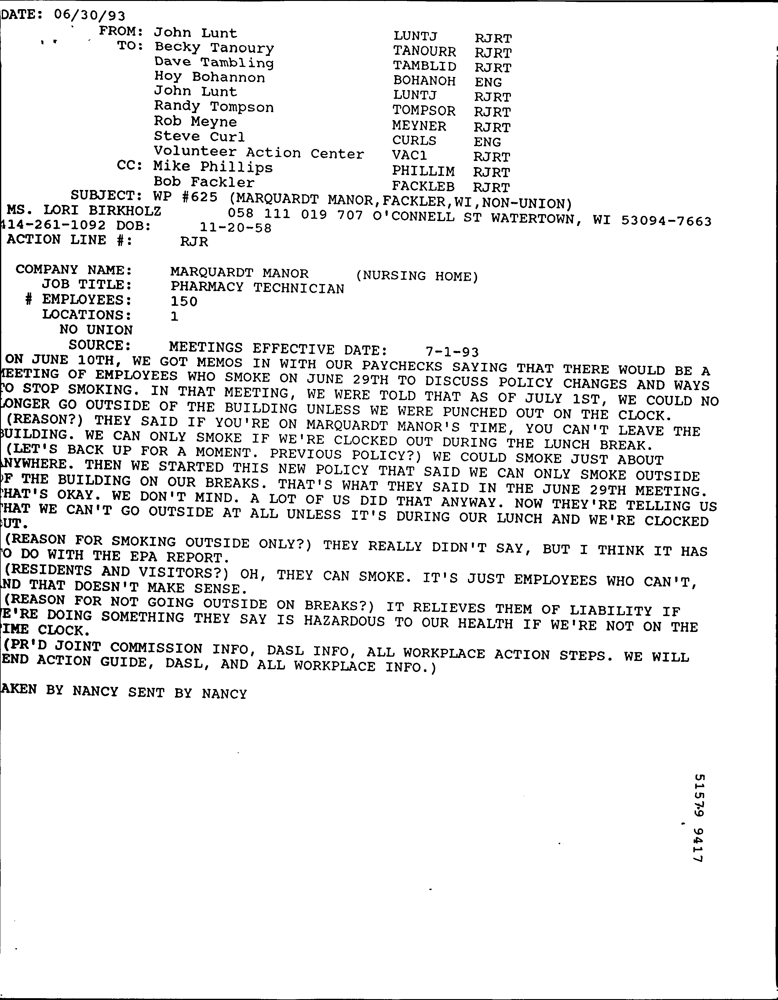 DATE: 06/30/93
FROM: John Lunt LUNTJ RJRT
TO: Becky Tanoury TANOURR RJRT
Dave Tambling TAMBLID RJRT
Hoy Bohannon BOHANOH ENG
John Lunt LUNTJ RJRT
Randy Tompson TOMPSOR RJRT
Rob Meyne MEYNER RJRT
Steve Curl CURLS ENG
Volunteer Action Center VAC1 RJRT
CC: Mike Phillips PHILLIM RJRT
Bob Fackler FACKLEB RJRT
SUBJECT: WP #625 (MARQUARDT MANOR,FACKLER,WI,NON-UNION)
MS. LORI BIRKHOLZ 058 111 019 707 O'CONNELL ST WATERTOWN, WI 53094-7663
414-261-1092 DOB: 11-20-58
ACTION LINE #: RJR
COMPANY NAME: MARQUARDT MANOR (NURSING HOME)
JOB TITLE: PHARMACY TECHNICIAN
# EMPLOYEES: 150
LOCATIONS: 1
NO UNION
SOURCE: MEETINGS EFFECTIVE DATE: 7-1-93
ON JUNE 10TH, WE GOT MEMOS IN WITH OUR PAYCHECKS SAYING THAT THERE WOULD BE A
MEETING OF EMPLOYEES WHO SMOKE ON JUNE 29TH TO DISCUSS POLICY CHANGES AND WAYS
TO STOP SMOKING. IN THAT MEETING, WE WERE TOLD THAT AS OF JULY 1ST, WE COULD NO
LONGER GO OUTSIDE OF THE BUILDING UNLESS WE WERE PUNCHED OUT ON THE CLOCK.
(REASON?) THEY SAID IF YOU'RE ON MARQUARDT MANOR'S TIME, YOU CAN'T LEAVE THE
BUILDING. WE CAN ONLY SMOKE IF WE'RE CLOCKED OUT DURING THE LUNCH BREAK.
(LET'S BACK UP FOR A MOMENT. PREVIOUS POLICY?) WE COULD SMOKE JUST ABOUT
ANYWHERE. THEN WE STARTED THIS NEW POLICY THAT SAID WE CAN ONLY SMOKE OUTSIDE
OF THE BUILDING ON OUR BREAKS. THAT'S WHAT THEY SAID IN THE JUNE 29TH MEETING.
THAT'S OKAY. WE DON'T MIND. A LOT OF US DID THAT ANYWAY. NOW THEY'RE TELLING US
THAT WE CAN'T GO OUTSIDE AT ALL UNLESS IT'S DURING OUR LUNCH AND WE'RE CLOCKED
OUT.
(REASON FOR SMOKING OUTSIDE ONLY?) THEY REALLY DIDN'T SAY, BUT I THINK IT HAS
TO DO WITH THE EPA REPORT.
(RESIDENTS AND VISITORS?) OH, THEY CAN SMOKE. IT'S JUST EMPLOYEES WHO CAN'T,
AND THAT DOESN'T MAKE SENSE.
(REASON FOR NOT GOING OUTSIDE ON BREAKS?) IT RELIEVES THEM OF LIABILITY IF
WE'RE DOING SOMETHING THEY SAY IS HAZARDOUS TO OUR HEALTH IF WE'RE NOT ON THE
TIME CLOCK.
(PR'D JOINT COMMISSION INFO, DASL INFO, ALL WORKPLACE ACTION STEPS. WE WILL
SEND ACTION GUIDE, DASL, AND ALL WORKPLACE INFO.)
TAKEN BY NANCY SENT BY NANCY
51579 9417